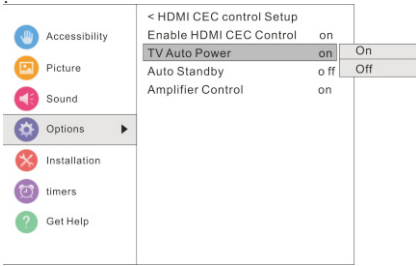 Accessibility
Picture
Sound
Options
Installation
timers
Get Help
< HDMI CEC control Setup
Enable HDMI CEC Control on
TV Auto Power on
Auto Standby o ff
Amplifier Control on
On
Off